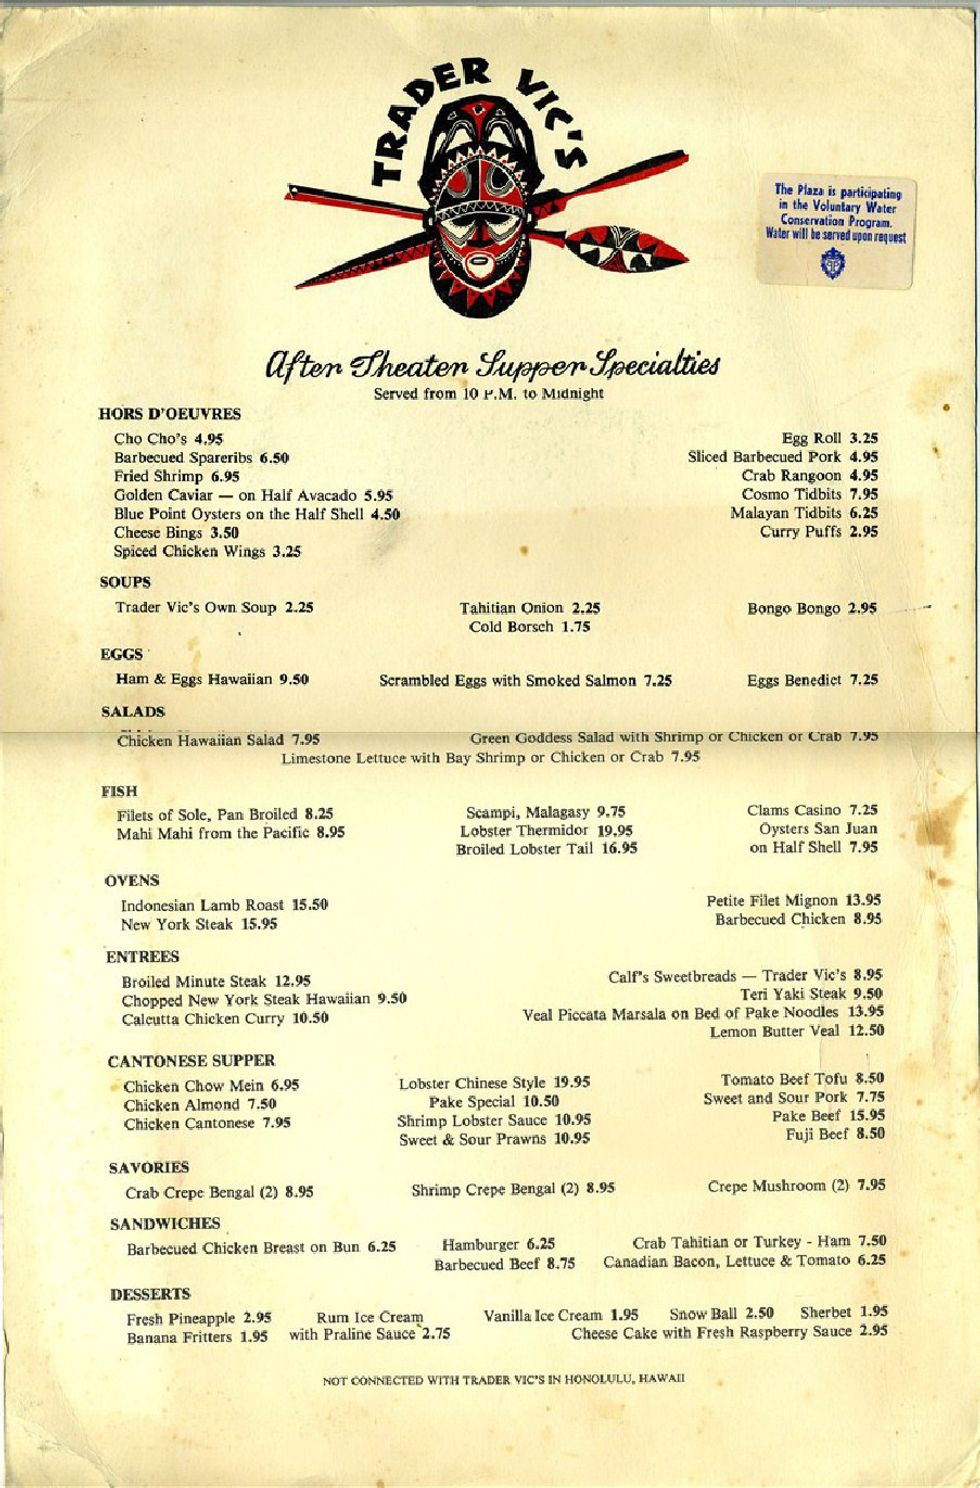 TRADER VIC'S
The Plaza is participating
in the Voluntary Water
Conservation Program.
Water will be served upon request
After Theater Supper Specialties
Served from 10 P.M. to Midnight
HORS D'OEUVRES
Cho Cho's 4.95 Egg Roll 3.25
Barbecued Spareribs 6.50 Sliced Barbecued Pork 4.95
Fried Shrimp 6.95 Crab Rangoon 4.95
Golden Caviar — on Half Avacado 5.95 Cosmo Tidbits 7.95
Blue Point Oysters on the Half Shell 4.50 Malayan Tidbits 6.25
Cheese Bings 3.50 Curry Puffs 2.95
Spiced Chicken Wings 3.25
SOUPS
Trader Vic's Own Soup 2.25 Tahitian Onion 2.25 Bongo Bongo 2.95
Cold Borsch 1.75
EGGS
Ham & Eggs Hawaiian 9.50 Scrambled Eggs with Smoked Salmon 7.25 Eggs Benedict 7.25
SALADS
Chicken Hawaiian Salad 7.95 Green Goddess Salad with Shrimp or Chicken or Crab 7.95
Limestone Lettuce with Bay Shrimp or Chicken or Crab 7.95
FISH
Filets of Sole, Pan Broiled 8.25 Scampi, Malagasy 9.75 Clams Casino 7.25
Mahi Mahi from the Pacific 8.95 Lobster Thermidor 19.95 Oysters San Juan
Broiled Lobster Tail 16.95 on Half Shell 7.95
OVENS
Indonesian Lamb Roast 15.50 Petite Filet Mignon 13.95
New York Steak 15.95 Barbecued Chicken 8.95
ENTREES
Broiled Minute Steak 12.95 Calf's Sweetbreads — Trader Vic's 8.95
Chopped New York Steak Hawaiian 9.50 Teri Yaki Steak 9.50
Calcutta Chicken Curry 10.50 Veal Piccata Marsala on Bed of Pake Noodles 13.95
Lemon Butter Veal 12.50
CANTONESE SUPPER
Chicken Chow Mein 6.95 Lobster Chinese Style 19.95 Tomato Beef Tofu 8.50
Chicken Almond 7.50 Pake Special 10.50 Sweet and Sour Pork 7.75
Chicken Cantonese 7.95 Shrimp Lobster Sauce 10.95 Pake Beef 15.95
Sweet & Sour Prawns 10.95 Fuji Beef 8.50
SAVORIES
Crab Crepe Bengal (2) 8.95 Shrimp Crepe Bengal (2) 8.95 Crepe Mushroom (2) 7.95
SANDWICHES
Barbecued Chicken Breast on Bun 6.25 Hamburger 6.25 Crab Tahitian or Turkey - Ham 7.50
Barbecued Beef 8.75 Canadian Bacon, Lettuce & Tomato 6.25
DESSERTS
Fresh Pineapple 2.95 Rum Ice Cream Vanilla Ice Cream 1.95 Snow Ball 2.50 Sherbet 1.95
Banana Fritters 1.95 with Praline Sauce 2.75 Cheese Cake with Fresh Raspberry Sauce 2.95
NOT CONNECTED WITH TRADER VIC'S IN HONOLULU, HAWAII